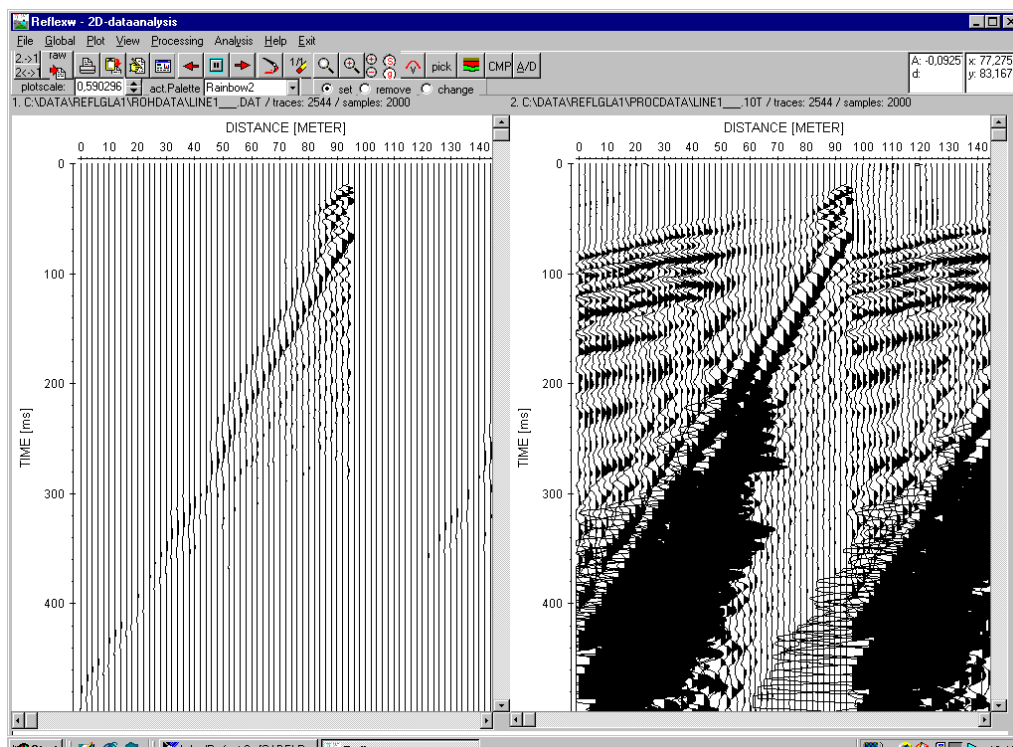 Reflexw - 2D-dataanalysis
File Global Plot View Processing Analysis Help Exit
2.->1 raw pick CMP A/D A: -0,0925 x: 77,275
2<->1 d: y: 83,167
plotscale: 0,590296 act.Palette Rainbow2 set remove change
1. C:\DATA\REFLGLA1\ROHDATA\LINE1___.DAT / traces: 2544 / samples: 2000 2. C:\DATA\REFLGLA1\PROCDATA\LINE1___.10T / traces: 2544 / samples: 2000
DISTANCE [METER] DISTANCE [METER]
0 10 20 30 40 50 60 70 80 90 100 110 120 130 140 0 10 20 30 40 50 60 70 80 90 100 110 120 130 140
0 0
100 100
200 200
TIME [ms] TIME [ms]
300 300
400 400